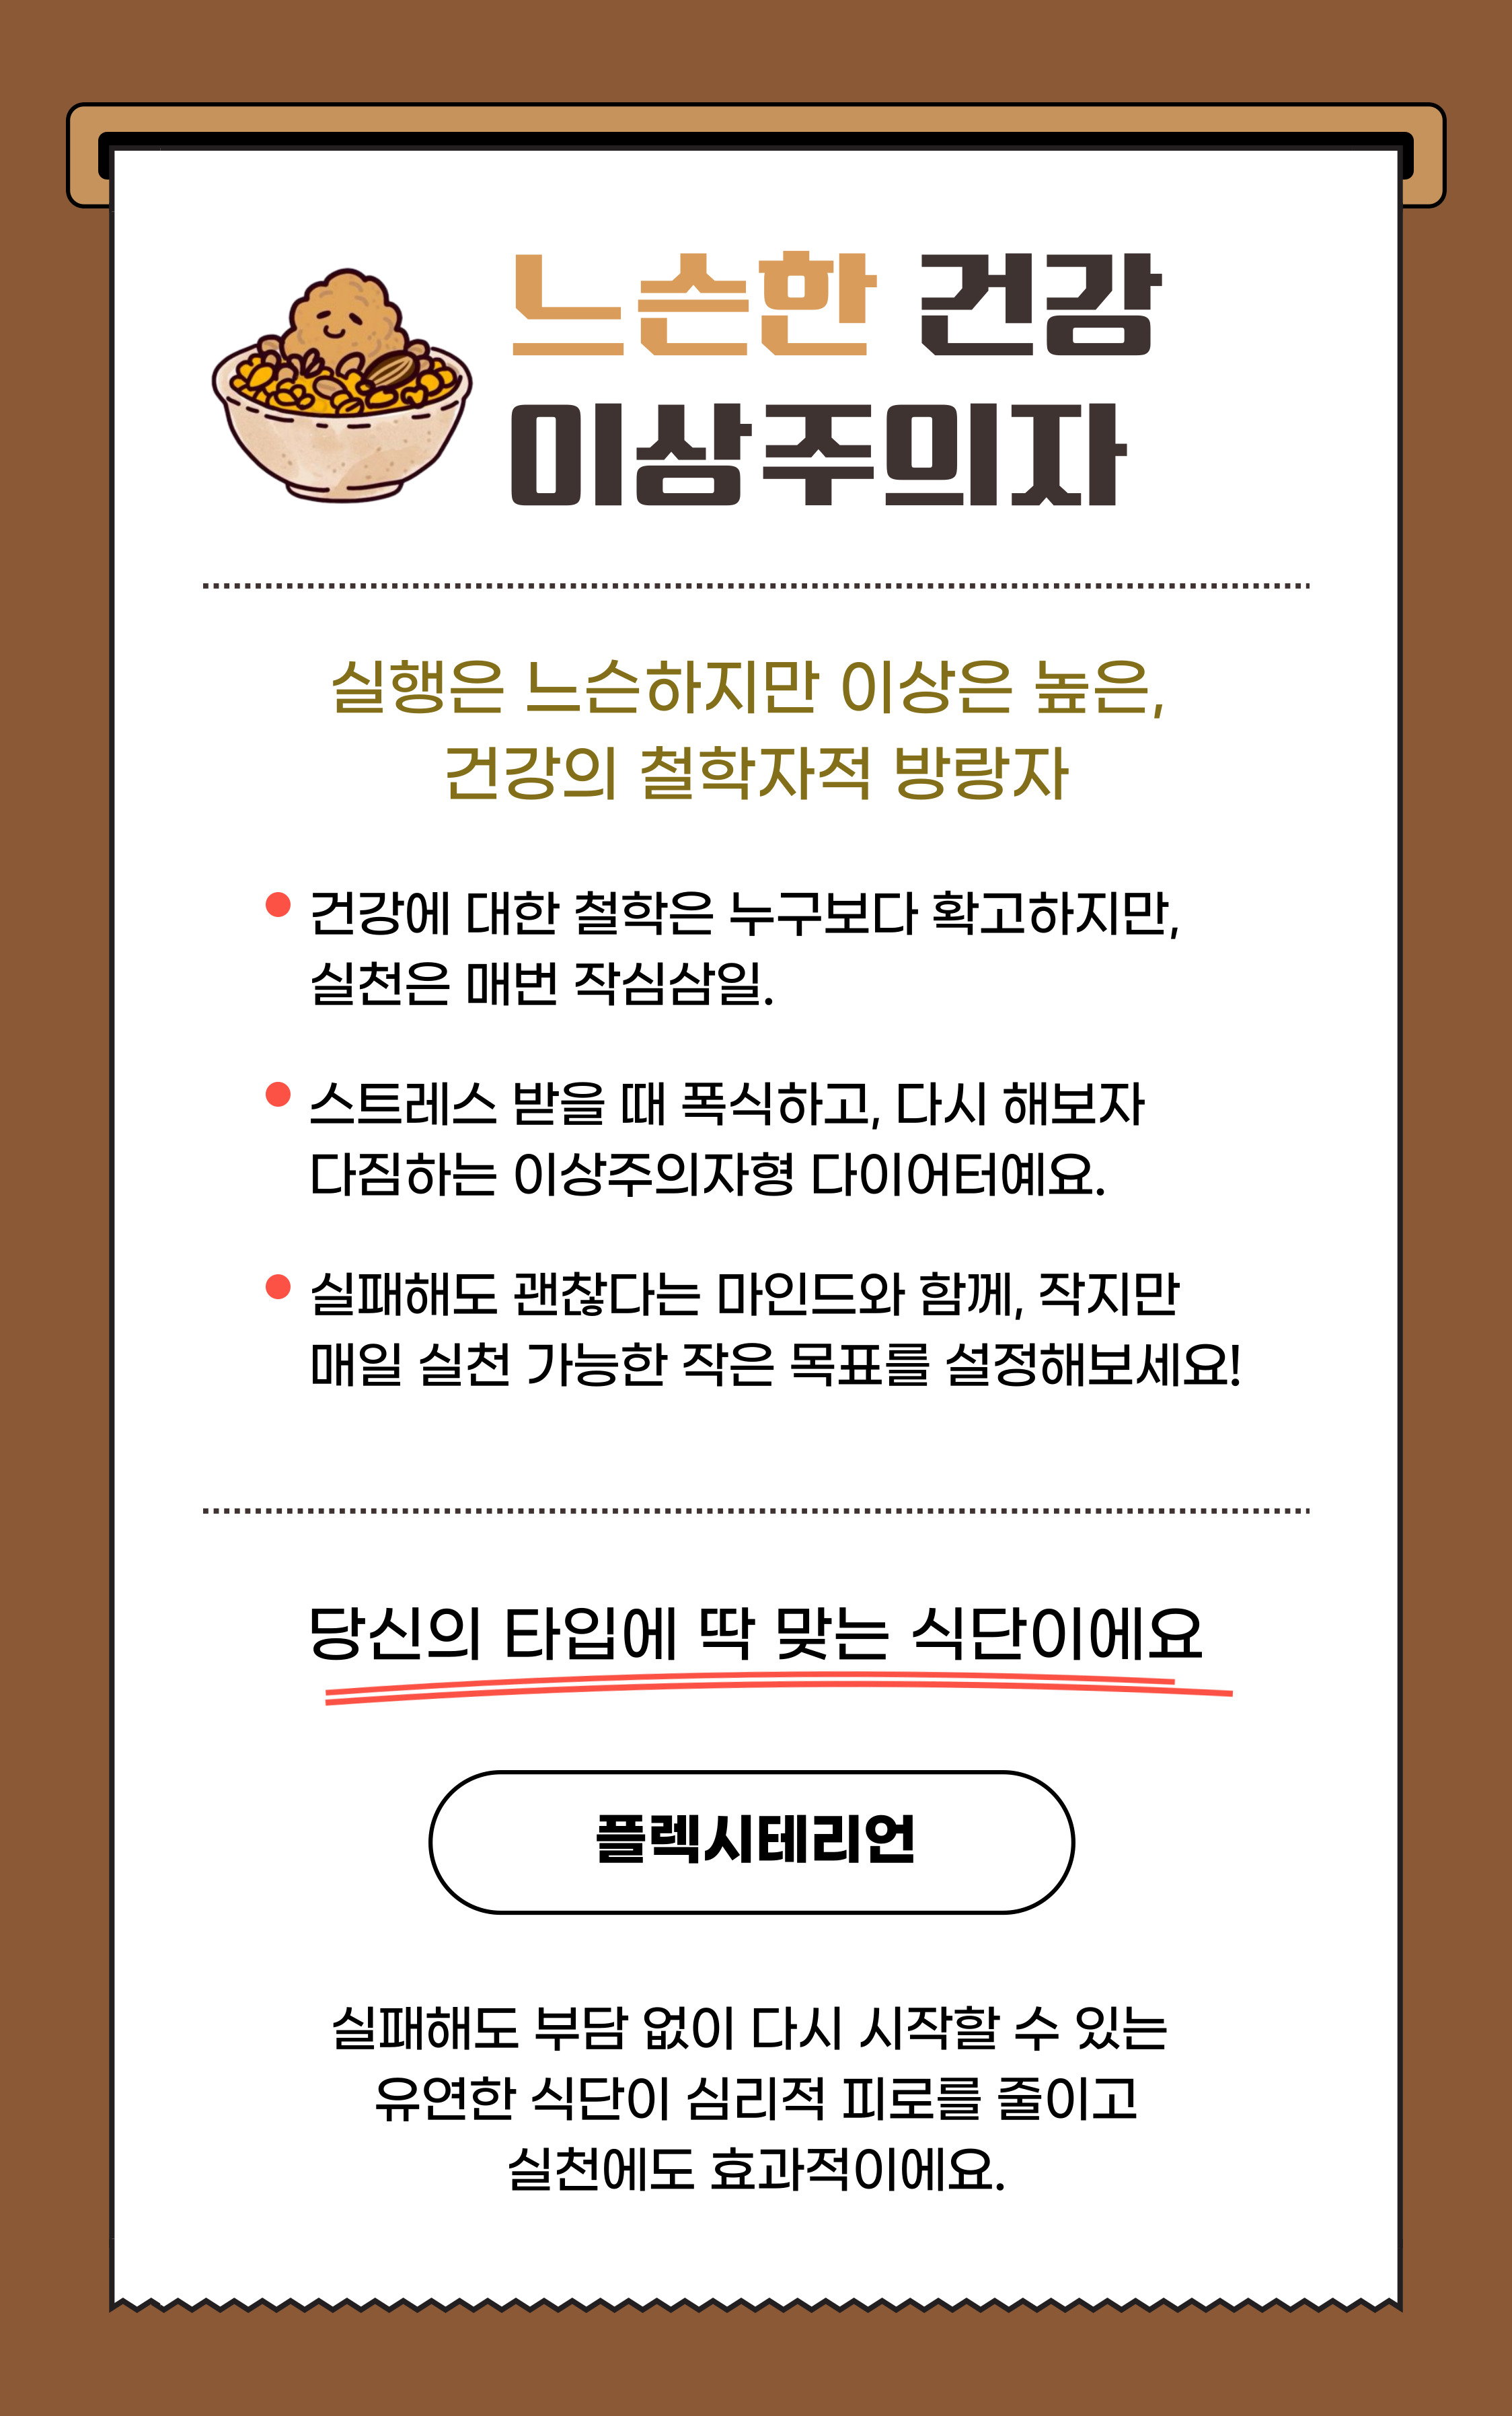 느슨한 건강
이상주의자
실행은 느슨하지만 이상은 높은,
건강의 철학자적 방랑자
건강에 대한 철학은 누구보다 확고하지만,
실천은 매번 작심삼일.
스트레스 받을 때 폭식하고, 다시 해보자
다짐하는 이상주의자형 다이어터예요.
실패해도 괜찮다는 마인드와 함께, 작지만
매일 실천 가능한 작은 목표를 설정해보세요!
당신의 타입에 딱 맞는 식단이에요
플렉시테리언
실패해도 부담 없이 다시 시작할 수 있는
유연한 식단이 심리적 피로를 줄이고
실천에도 효과적이에요.